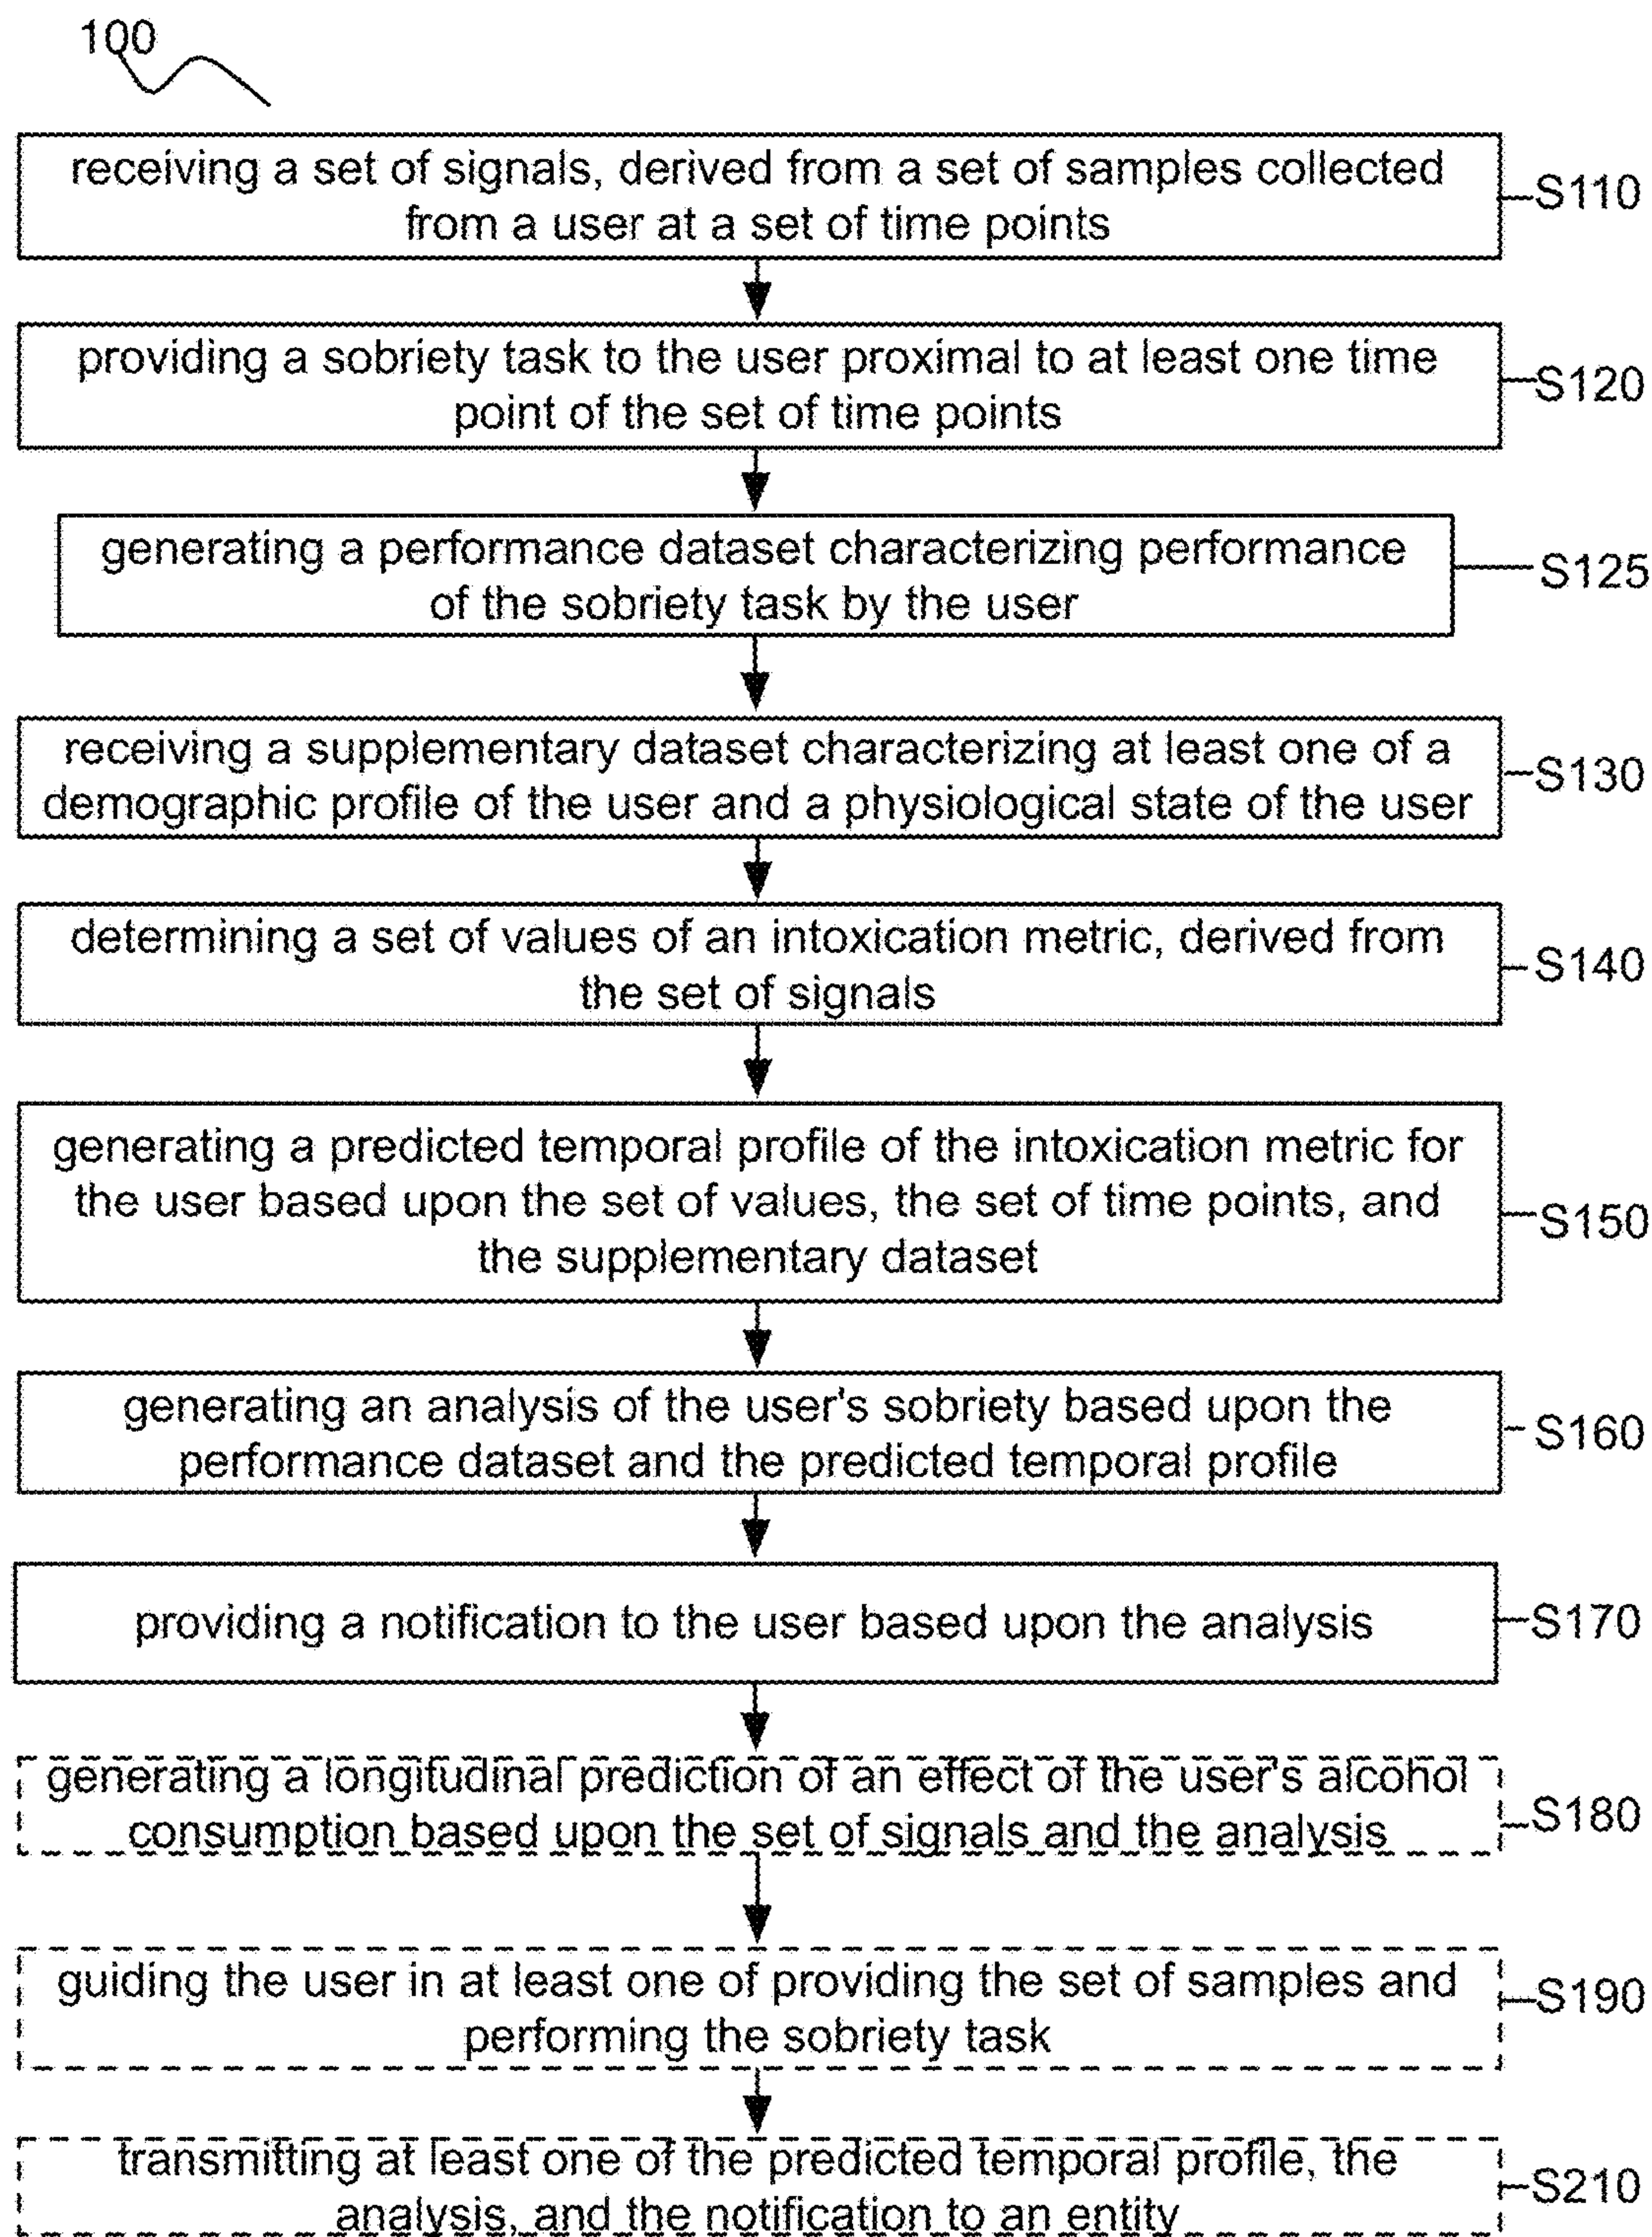 100
receiving a set of signals, derived from a set of samples collected
from a user at a set of time points
S110
providing a sobriety task to the user proximal to at least one time
point of the set of time points
S120
generating a performance dataset characterizing performance
of the sobriety task by the user
S125
receiving a supplementary dataset characterizing at least one of a
demographic profile of the user and a physiological state of the user
S130
determining a set of values of an intoxication metric, derived from
the set of signals
S140
generating a predicted temporal profile of the intoxication metric for
the user based upon the set of values, the set of time points, and
the supplementary dataset
S150
generating an analysis of the user's sobriety based upon the
performance dataset and the predicted temporal profile
S160
providing a notification to the user based upon the analysis
S170
generating a longitudinal prediction of an effect of the user's alcohol
consumption based upon the set of signals and the analysis
S180
guiding the user in at least one of providing the set of samples and
performing the sobriety task
S190
transmitting at least one of the predicted temporal profile, the
analysis, and the notification to an entity
S210